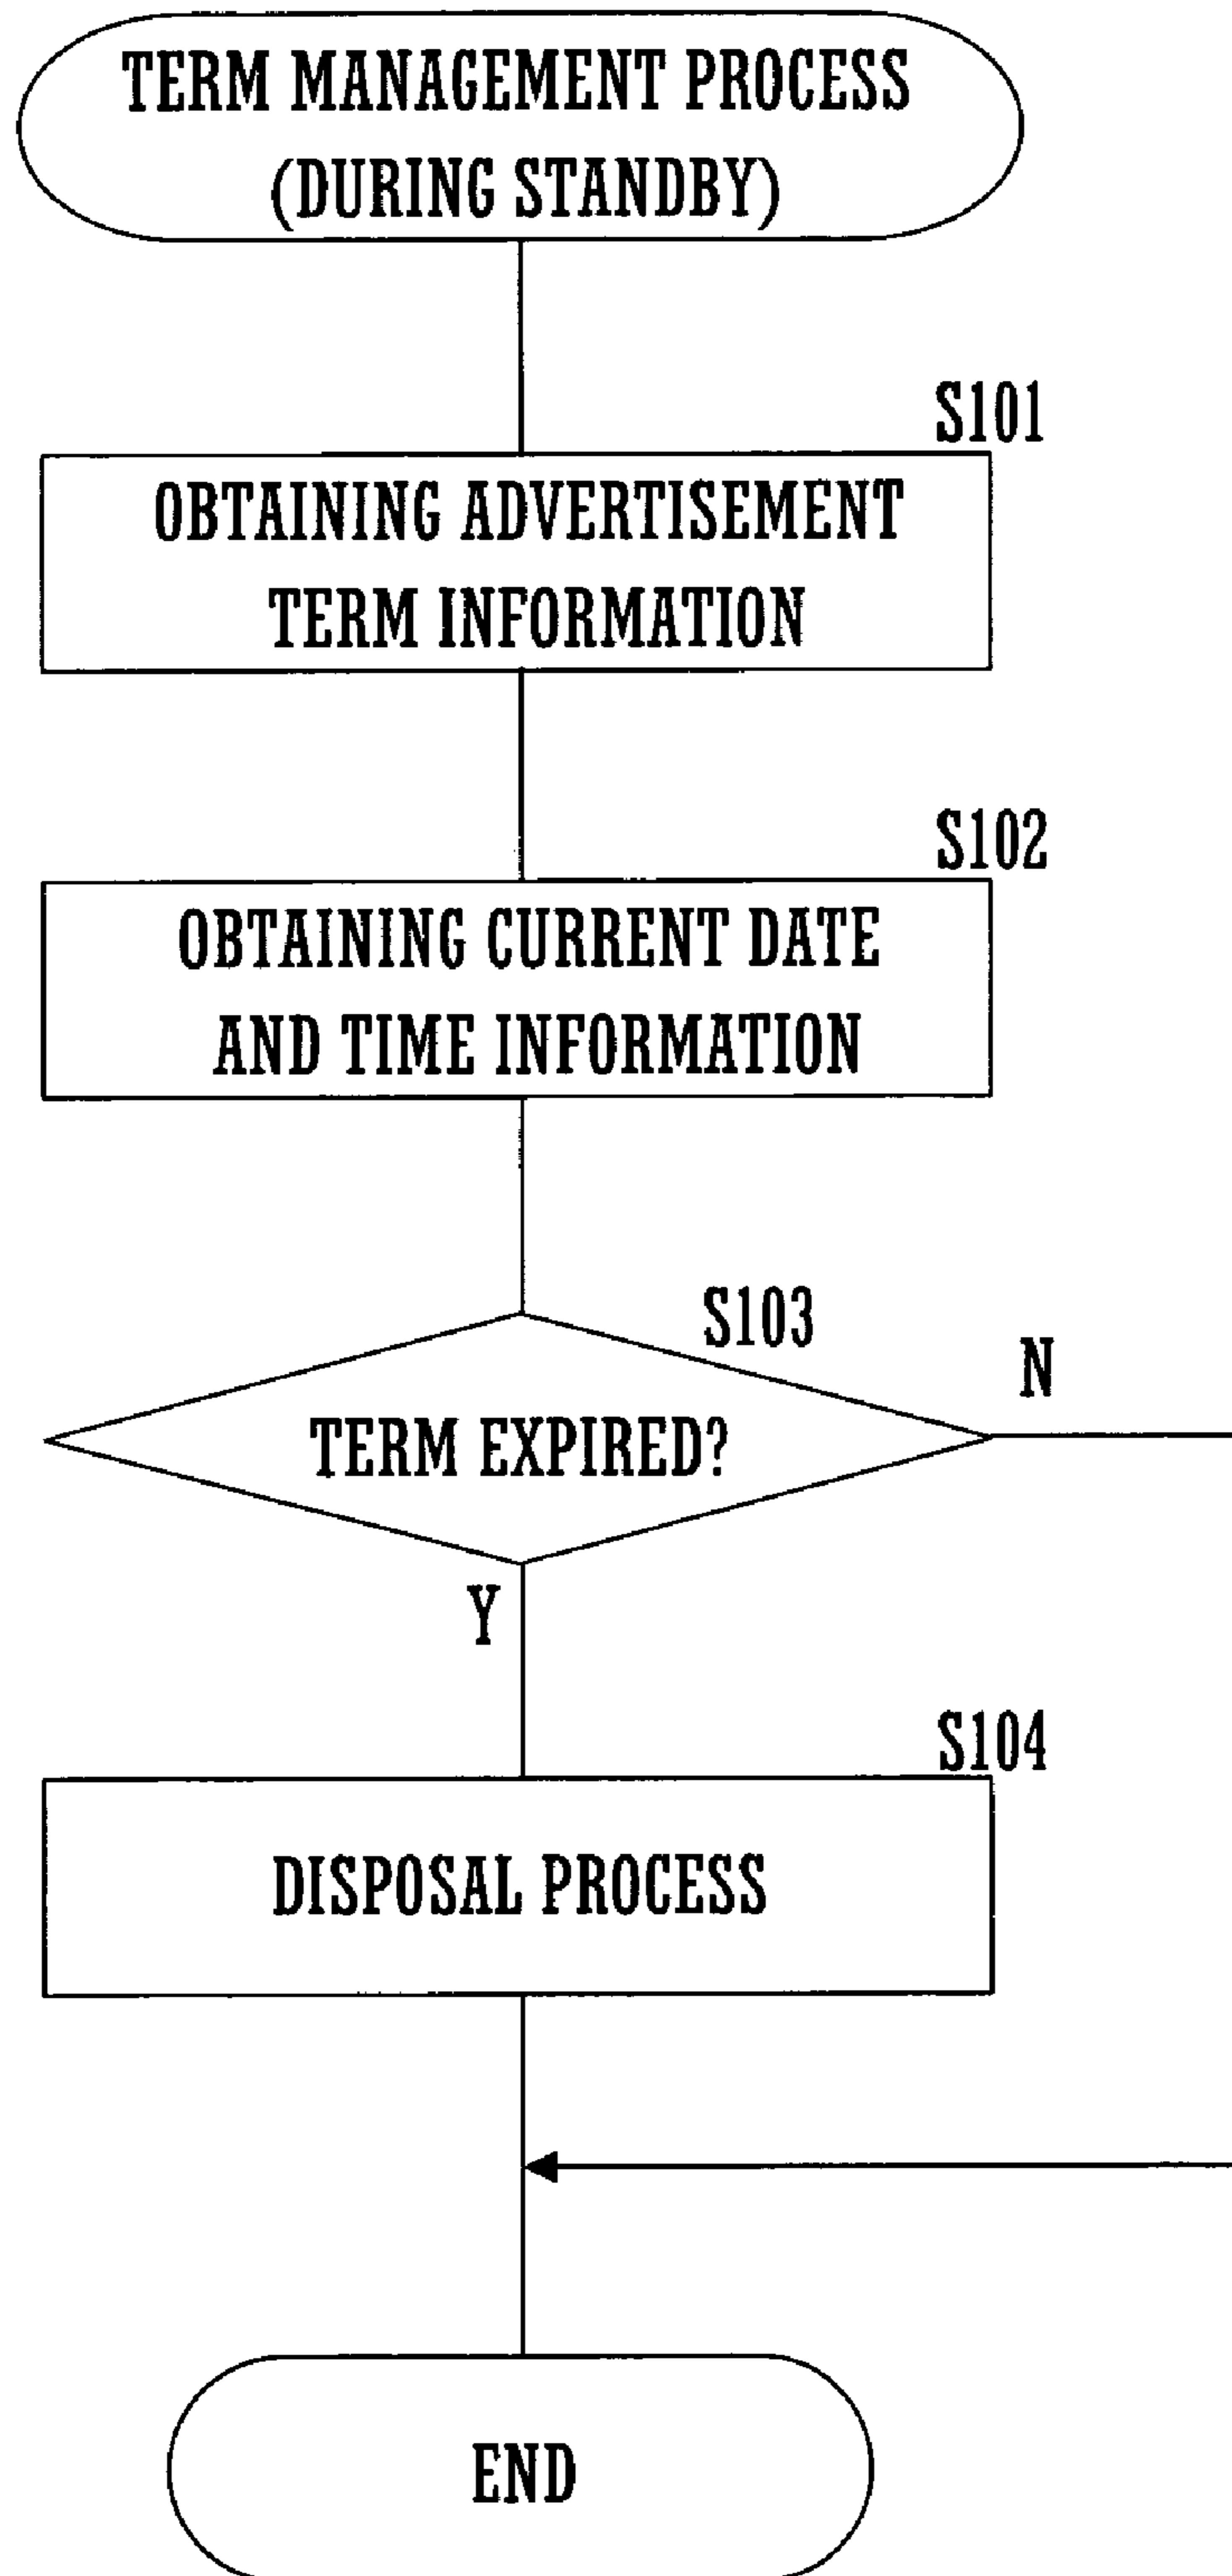 TERM MANAGEMENT PROCESS
(DURING STANDBY)
S101
OBTAINING ADVERTISEMENT
TERM INFORMATION
S102
OBTAINING CURRENT DATE
AND TIME INFORMATION
S103
N
TERM EXPIRED?
Y
S104
DISPOSAL PROCESS
END